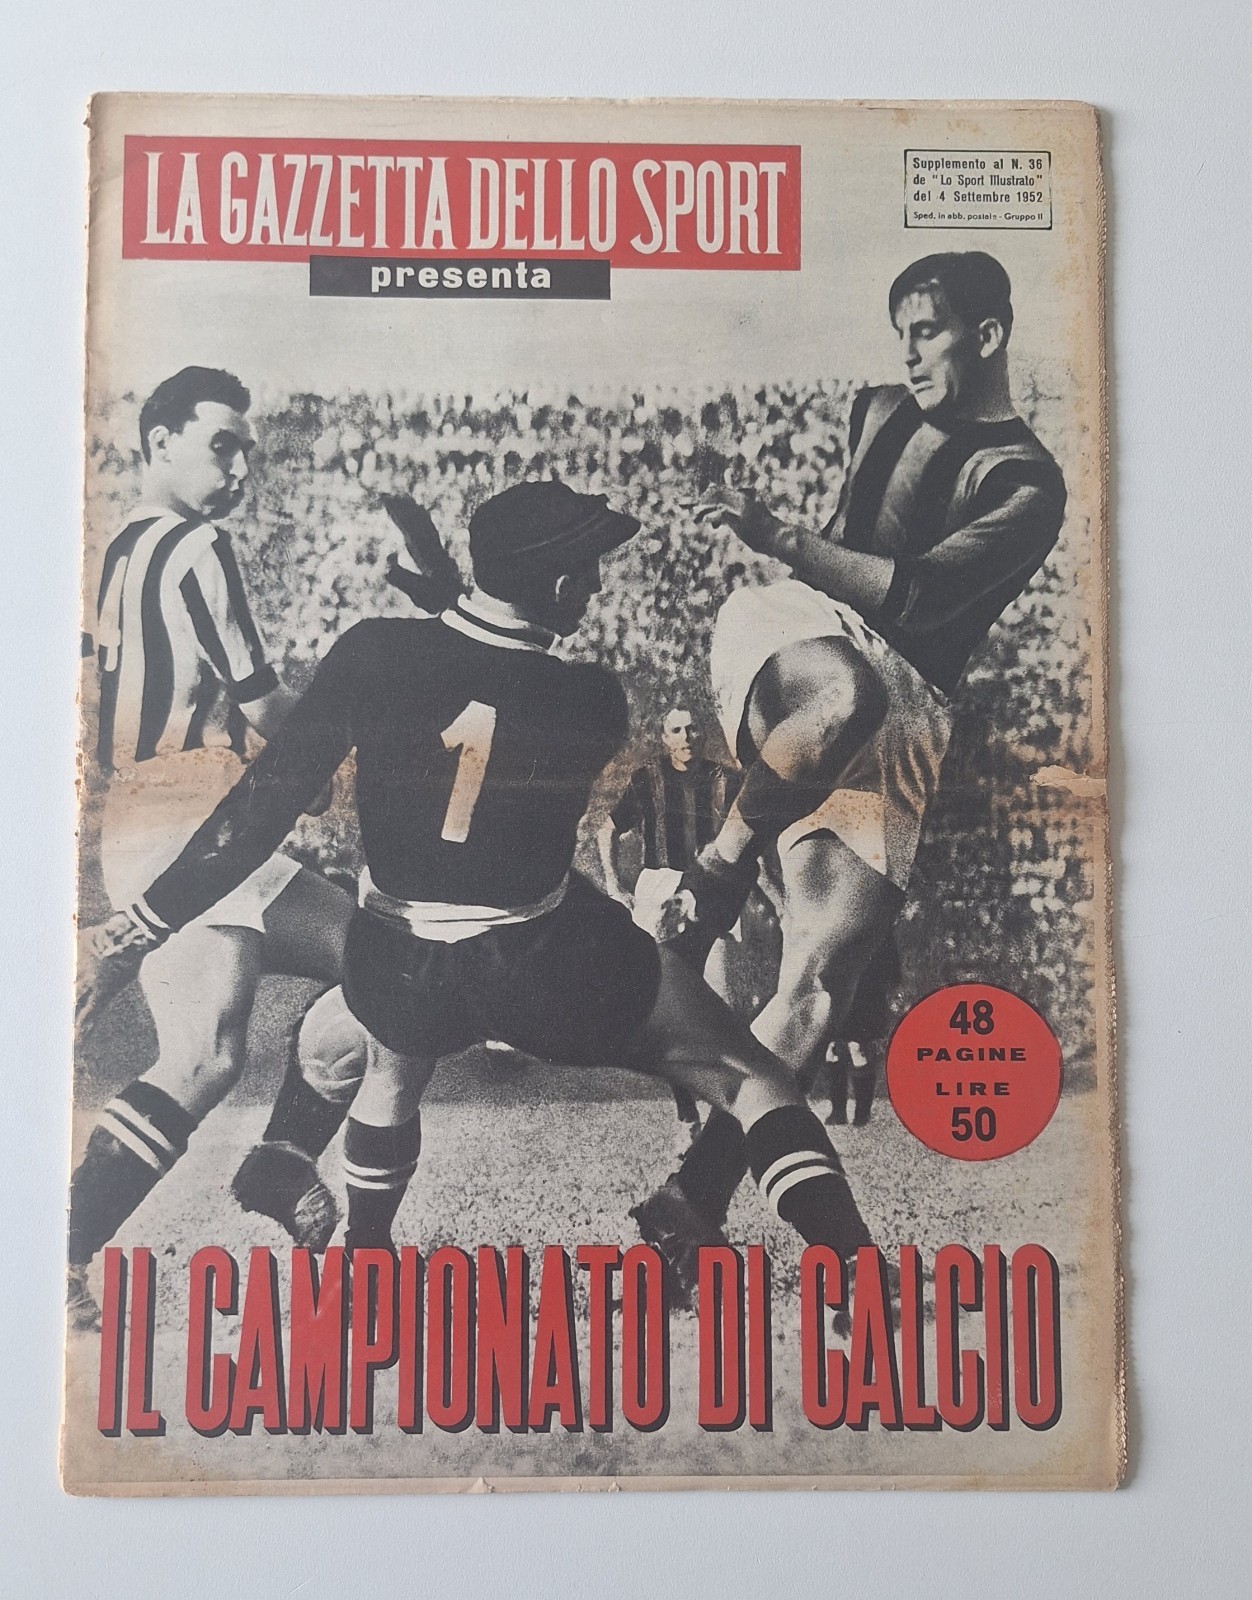 LA GAZZETTA DELLO SPORT
presenta
Supplemento al N. 36
de "Lo Sport Illustrato"
del 4 Settembre 1952
Sped. in abb. postale - Gruppo II
1
48
PAGINE
LIRE
50
IL CAMPIONATO DI CALCIO